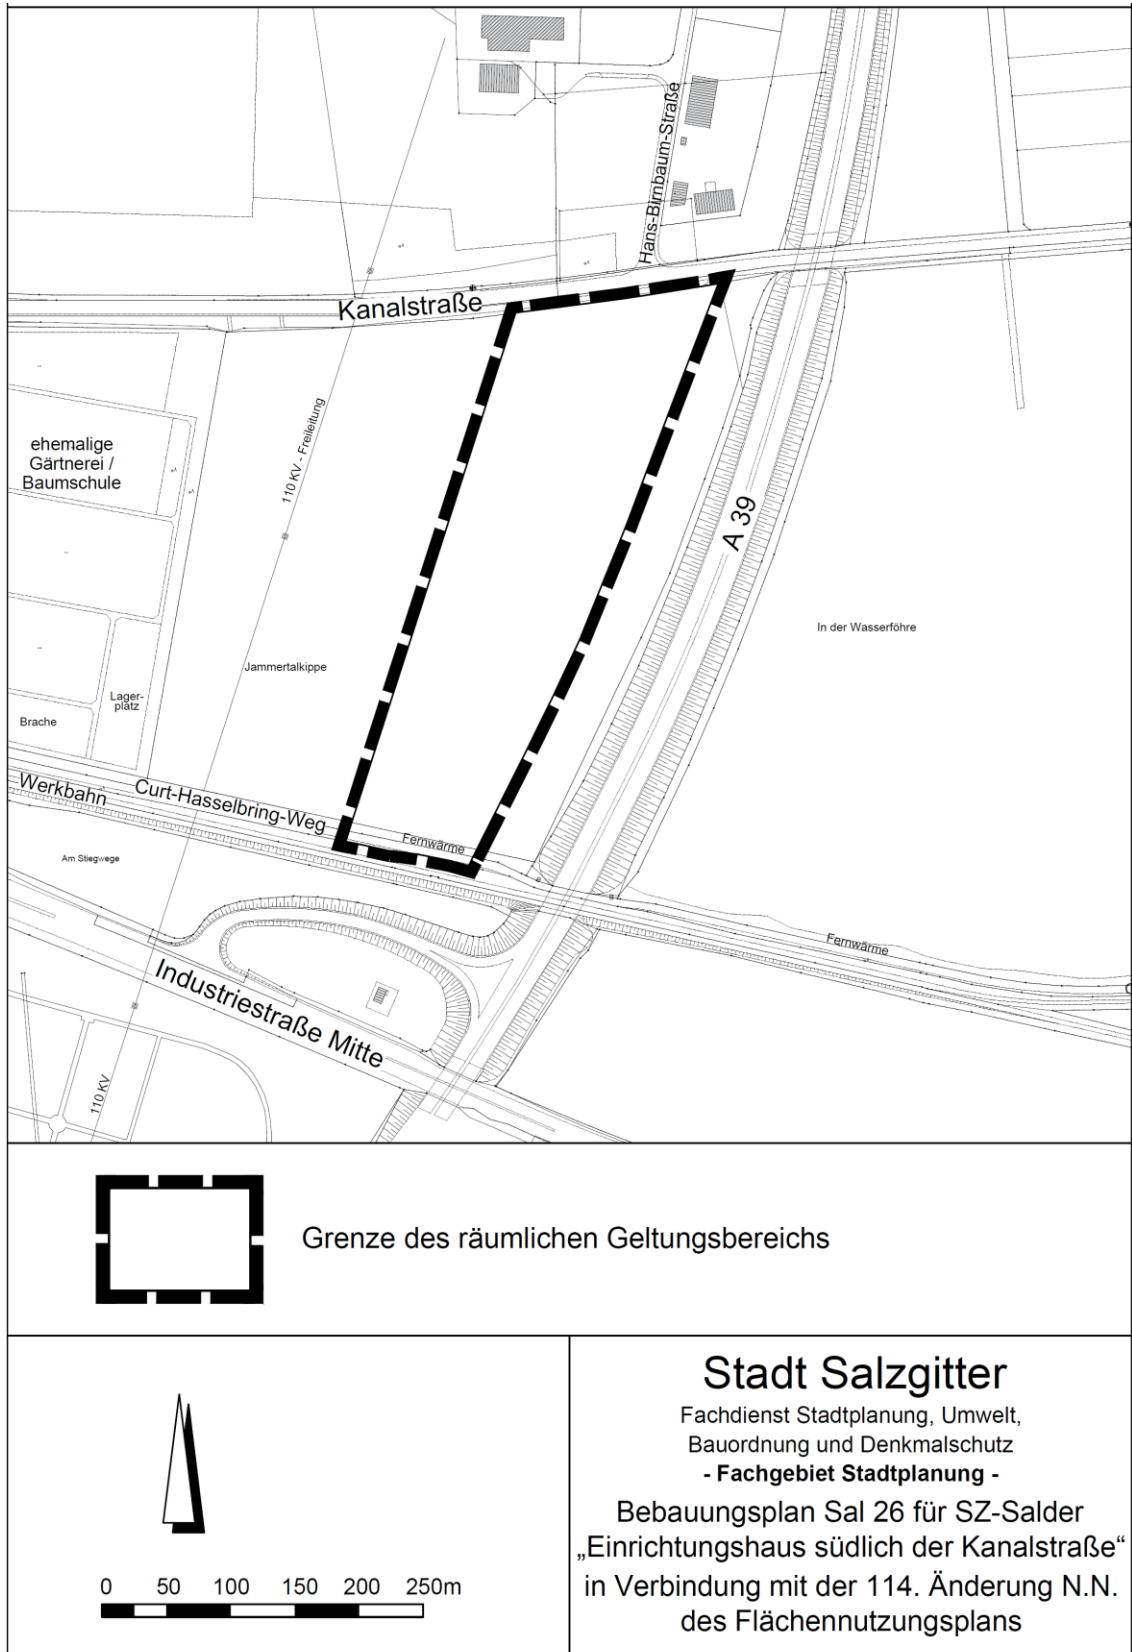 Hans-Birnbaum-Straße
Kanalstraße
110 KV - Freileitung
ehemalige
Gärtnerei /
Baumschule
A 39
In der Wasserföhre
Jammertalkippe
Lager-
platz
Brache
Curt-Hasselbring-Weg
Werkbahn
Fernwärme
Am Stiegwege
Fernwärme
Industriestraße Mitte
110 KV
Grenze des räumlichen Geltungsbereichs
0 50 100 150 200 250m
Stadt Salzgitter
Fachdienst Stadtplanung, Umwelt,
Bauordnung und Denkmalschutz
- Fachgebiet Stadtplanung -
Bebauungsplan Sal 26 für SZ-Salder
„Einrichtungshaus südlich der Kanalstraße“
in Verbindung mit der 114. Änderung N.N.
des Flächennutzungsplans